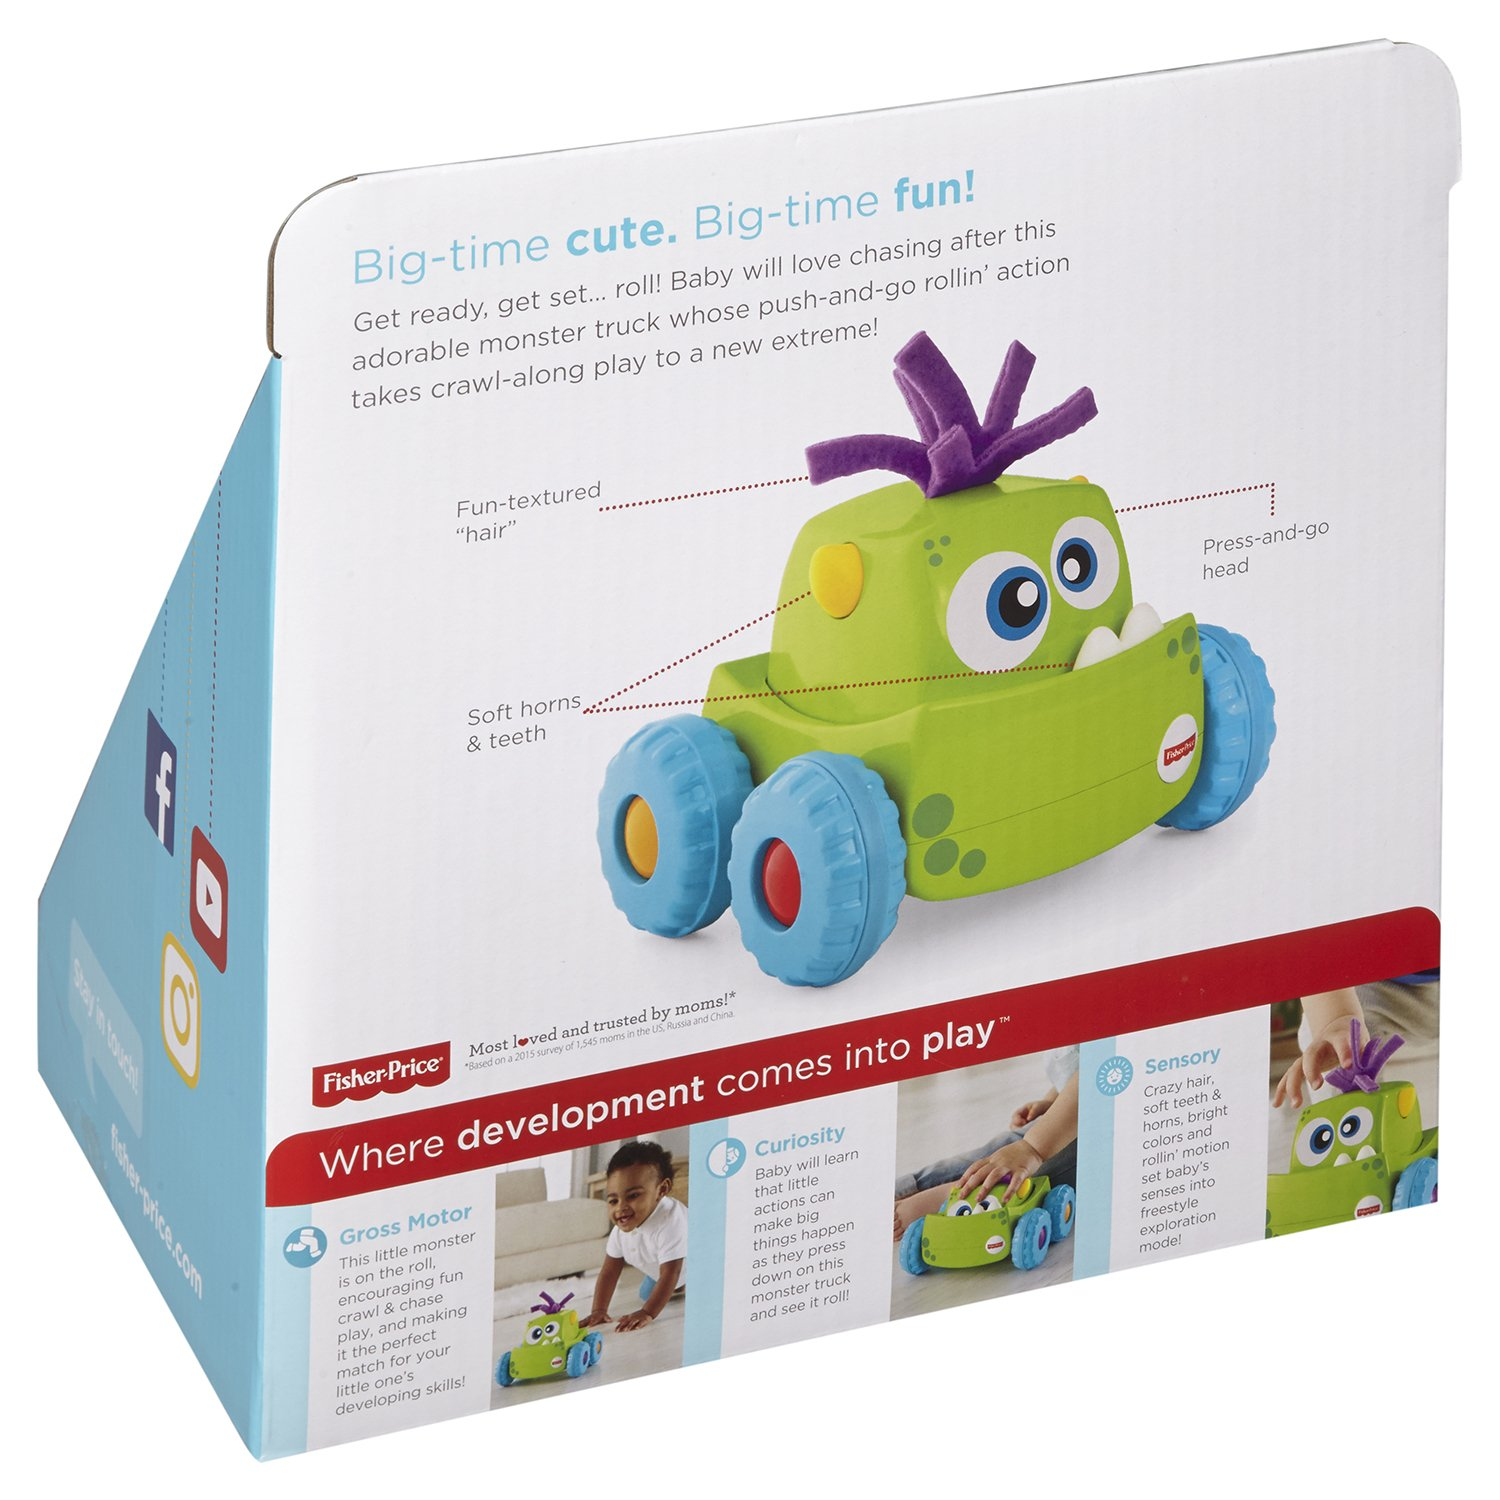 Big-time cute. Big-time fun!
Get ready, get set... roll! Baby will love chasing after this
adorable monster truck whose push-and-go rollin' action
takes crawl-along play to a new extreme!
Fun-textured
"hair"
Press-and-go
head
Soft horns
& teeth
Fisher-Price
Fisher-Price®
Most loved and trusted by moms!*
*Based on a 2015 survey of 1,545 moms in the US, Russia and China.
Where development comes into play™
Gross Motor
This little monster
is on the roll,
encouraging fun
crawl & chase
play, and making
it the perfect
match for your
little one's
developing skills!
Curiosity
Baby will learn
that little
actions can
make big
things happen
as they press
down on this
monster truck
and see it roll!
Sensory
Crazy hair,
soft teeth &
horns, bright
colors and
rollin' motion
set baby's
senses into
freestyle
exploration
mode!
Stay in touch!
fisher-price.com